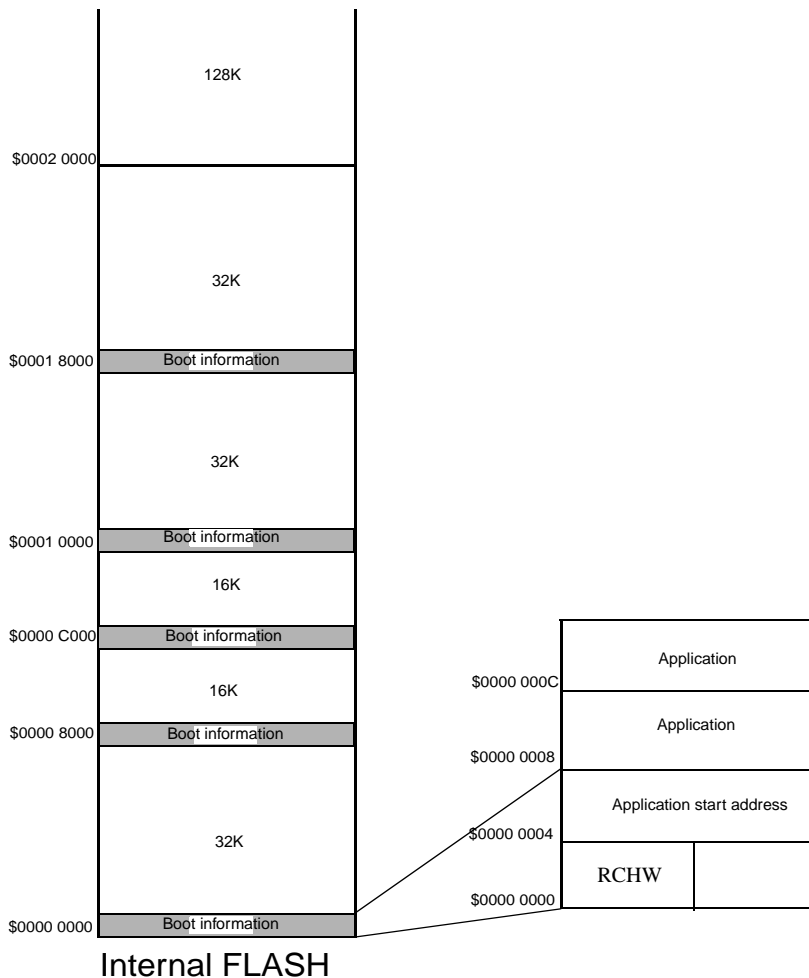 128K
$0002 0000
32K
$0001 8000
Boot information
32K
$0001 0000
Boot information
16K
$0000 C000
Boot information
16K
$0000 8000
Boot information
32K
$0000 0000
Boot information
Internal FLASH
Application
$0000 000C
Application
$0000 0008
Application start address
$0000 0004
RCHW
$0000 0000